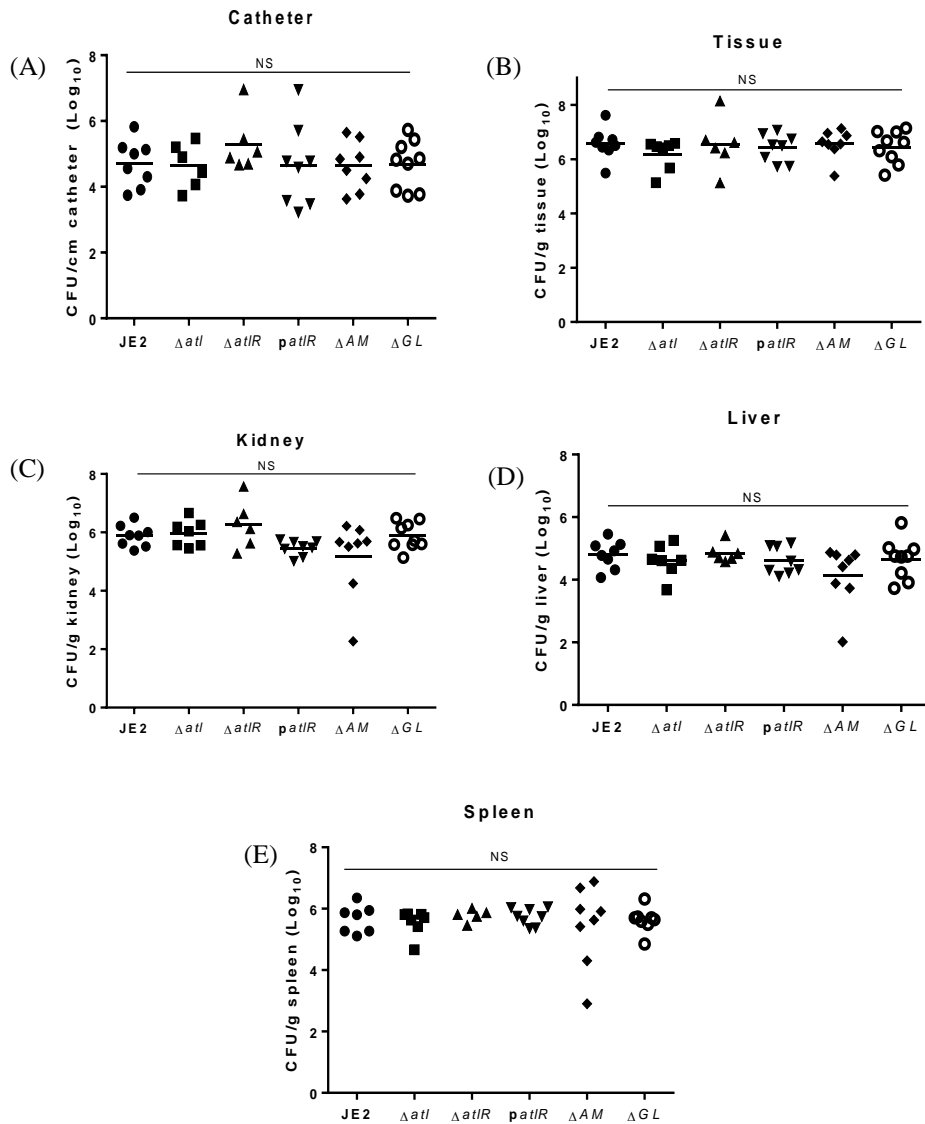 Catheter
(A)
CFU/cm catheter (Log10)
8
6
4
2
0
NS
JE2 Δatl ΔatlR patlR ΔAM ΔGL
Tissue
(B)
CFU/g tissue (Log10)
8
6
4
2
0
NS
JE2 Δatl ΔatlR patlR ΔAM ΔGL
Kidney
(C)
CFU/g kidney (Log10)
8
6
4
2
0
NS
JE2 Δatl ΔatlR patlR ΔAM ΔGL
Liver
(D)
CFU/g liver (Log10)
8
6
4
2
0
NS
JE2 Δatl ΔatlR patlR ΔAM ΔGL
Spleen
(E)
CFU/g spleen (Log10)
10
8
6
4
2
0
NS
JE2 Δatl ΔatlR patlR ΔAM ΔGL